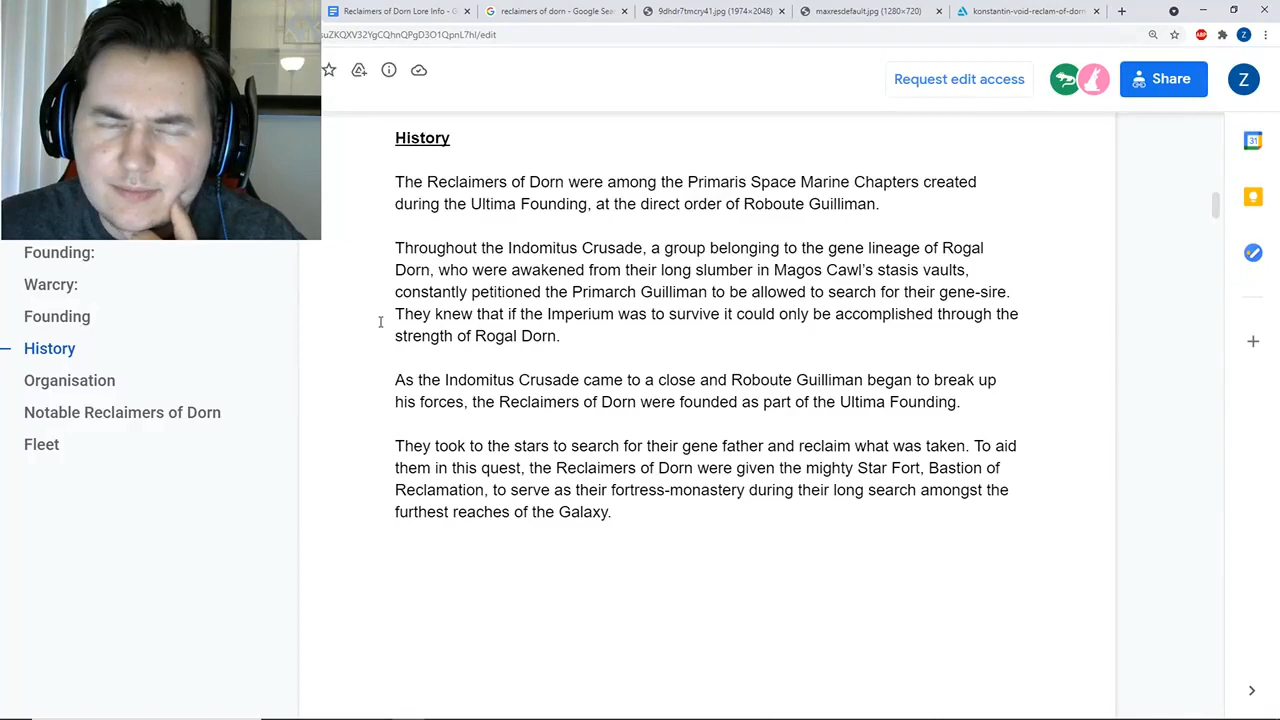 Reclaimers of Dorn Lore Info - G
reclaimers of dorn - Google Sea
9dhdr7tmcry41.jpg (1974×2048)
maxresdefault.jpg (1280×720)
konstantin-void-reclam-of-dorn
suZKQXV32YgCQhnQPgD3O1QpnL7hI/edit
ABP
Z
Request edit access
Share
Z
31
History
The Reclaimers of Dorn were among the Primaris Space Marine Chapters created
during the Ultima Founding, at the direct order of Roboute Guilliman.
Throughout the Indomitus Crusade, a group belonging to the gene lineage of Rogal
Dorn, who were awakened from their long slumber in Magos Cawl's stasis vaults,
constantly petitioned the Primarch Guilliman to be allowed to search for their gene-sire.
They knew that if the Imperium was to survive it could only be accomplished through the
strength of Rogal Dorn.
As the Indomitus Crusade came to a close and Roboute Guilliman began to break up
his forces, the Reclaimers of Dorn were founded as part of the Ultima Founding.
They took to the stars to search for their gene father and reclaim what was taken. To aid
them in this quest, the Reclaimers of Dorn were given the mighty Star Fort, Bastion of
Reclamation, to serve as their fortress-monastery during their long search amongst the
furthest reaches of the Galaxy.
Founding:
Warcry:
Founding
History
Organisation
Notable Reclaimers of Dorn
Fleet